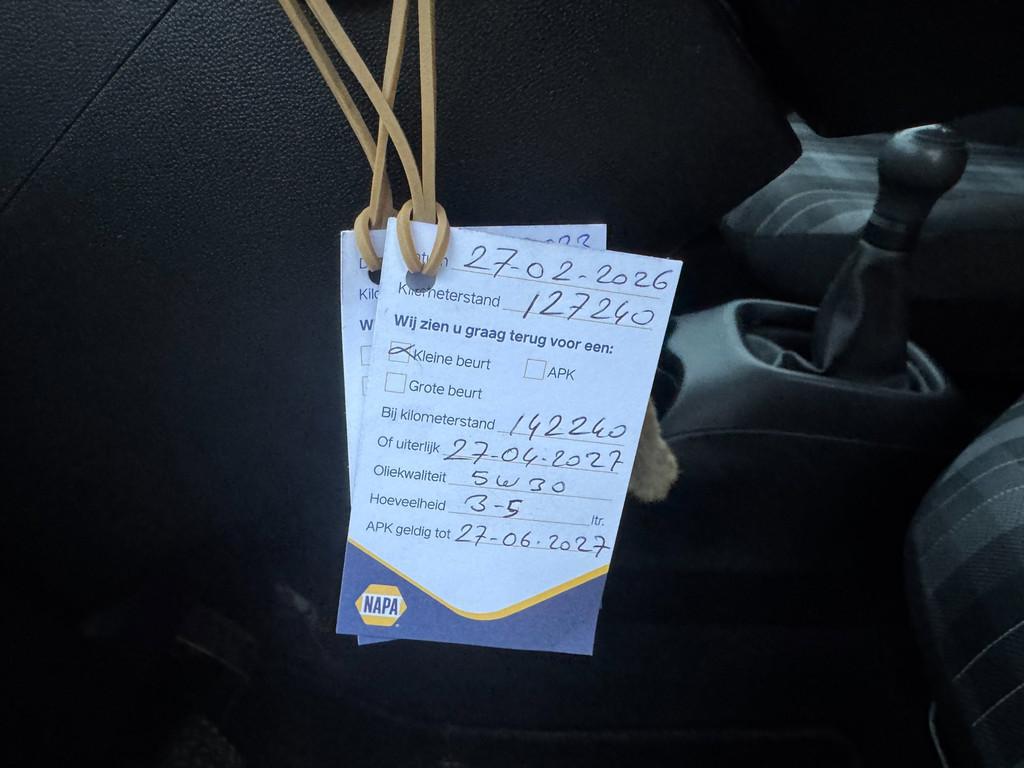 Datum 27-02-2026
Kilometerstand 127240
Wij zien u graag terug voor een:
Kleine beurt APK
Grote beurt
Bij kilometerstand 142240
Of uiterlijk 27-04-2027
Oliekwaliteit 5w30
Hoeveelheid 3-5 ltr.
APK geldig tot 27-06-2027
NAPA